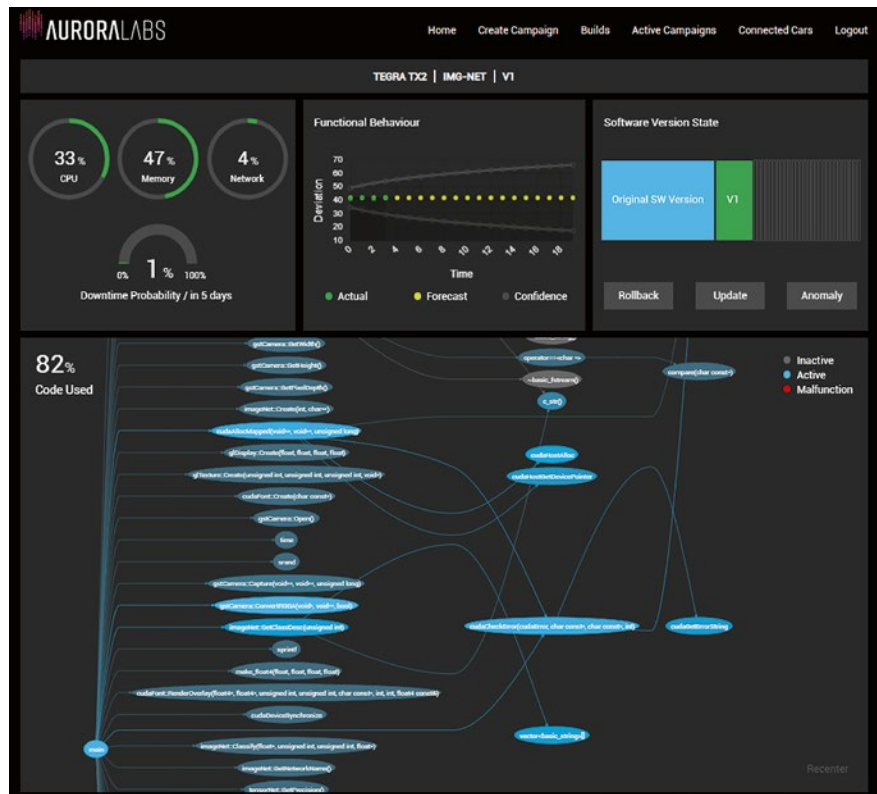 AURORALABS
Home Create Campaign Builds Active Campaigns Connected Cars Logout
TEGRA TX2 | IMG-NET | V1
33 %
CPU
47 %
Memory
4 %
Network
0% 1 % 100%
Downtime Probability / in 5 days
Functional Behaviour
Deviation
70
60
50
40
30
20
10
0 2 4 6 8 10 12 14 16 18
Time
Actual Forecast Confidence
Software Version State
Original SW Version V1
Rollback Update Anomaly
82%
Code Used
Inactive
Active
Malfunction
gstCamera::GetWidth()
gstCamera::GetHeight()
gstCamera::GetPixelDepth()
imageNet::Create(int, char**)
cudaAllocMapped(void**, void**, unsigned long)
glDisplay::Create(float, float, float, float)
glTexture::Create(unsigned int, unsigned int, unsigned int, void*)
cudaFont::Create(char const*)
gstCamera::Open()
time
srand
gstCamera::Capture(void**, void**, unsigned long)
gstCamera::ConvertRGBA(void*, void**, bool)
imageNet::GetClassDesc(unsigned int)
sprintf
make_float4(float, float, float, float)
cudaFont::RenderOverlay(float4*, float4*, unsigned int, unsigned int, char const*, int, int, float4 const&)
cudaDeviceSynchronize
main
imageNet::Classify(float*, unsigned int, unsigned int, float*)
imageNet::GetNetworkName()
tensorNet::GetPrecision()
operator==<char *>
~basic_fstream()
c_str()
cudaHostAlloc
cudaHostGetDevicePointer
cudaCheckError(cudaError, char const*, char const*, int)
vector<basic_string>[]
compare(char const*)
cudaGetErrorString
Recenter